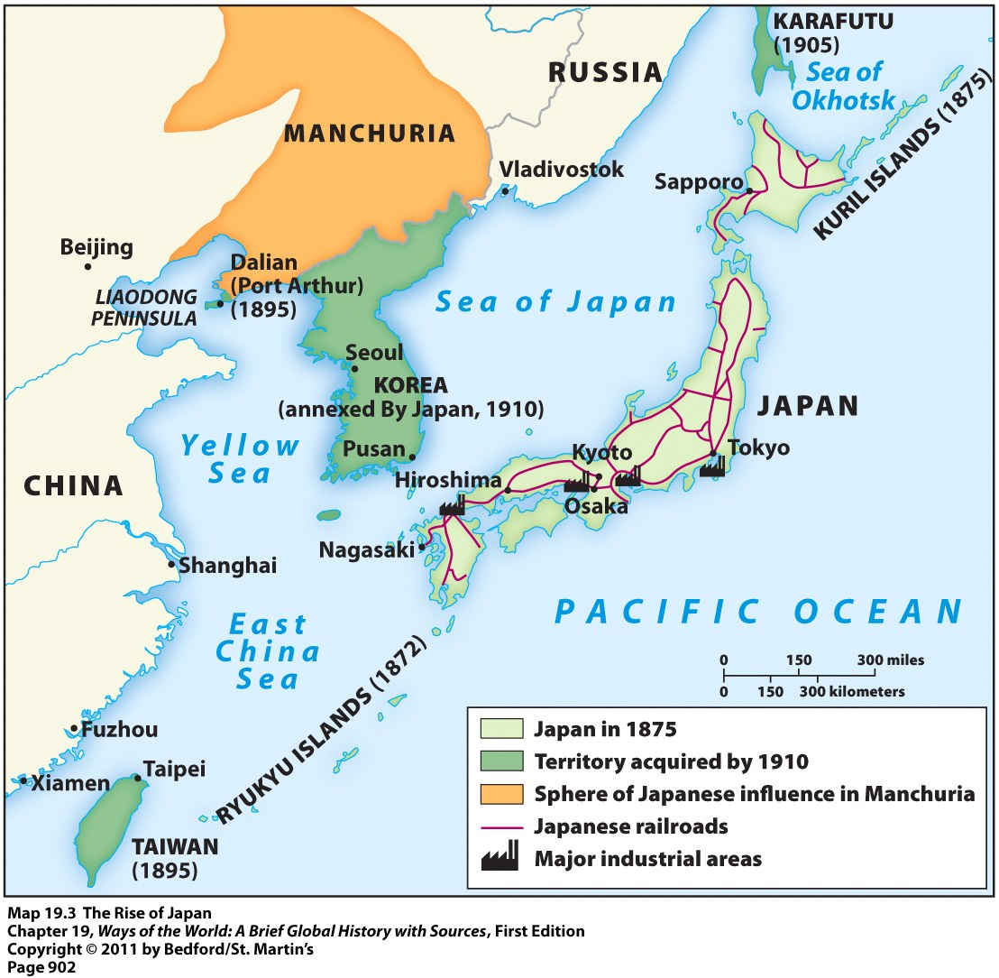 KARAFUTU
(1905)
RUSSIA
Sea of
Okhotsk
KURIL ISLANDS (1875)
MANCHURIA
Vladivostok
Sapporo
Beijing
Dalian
(Port Arthur)
(1895)
LIAODONG
PENINSULA
Sea of Japan
Seoul
KOREA
(annexed By Japan, 1910)
JAPAN
Yellow
Sea
Pusan
Kyoto
Tokyo
CHINA
Hiroshima
Osaka
Nagasaki
Shanghai
PACIFIC OCEAN
East
China
Sea
RYUKYU ISLANDS (1872)
0 150 300 miles
0 150 300 kilometers
Fuzhou
Xiamen
Taipei
TAIWAN
(1895)
Japan in 1875
Territory acquired by 1910
Sphere of Japanese influence in Manchuria
Japanese railroads
Major industrial areas
Map 19.3 The Rise of Japan
Chapter 19, Ways of the World: A Brief Global History with Sources, First Edition
Copyright © 2011 by Bedford/St. Martin's
Page 902